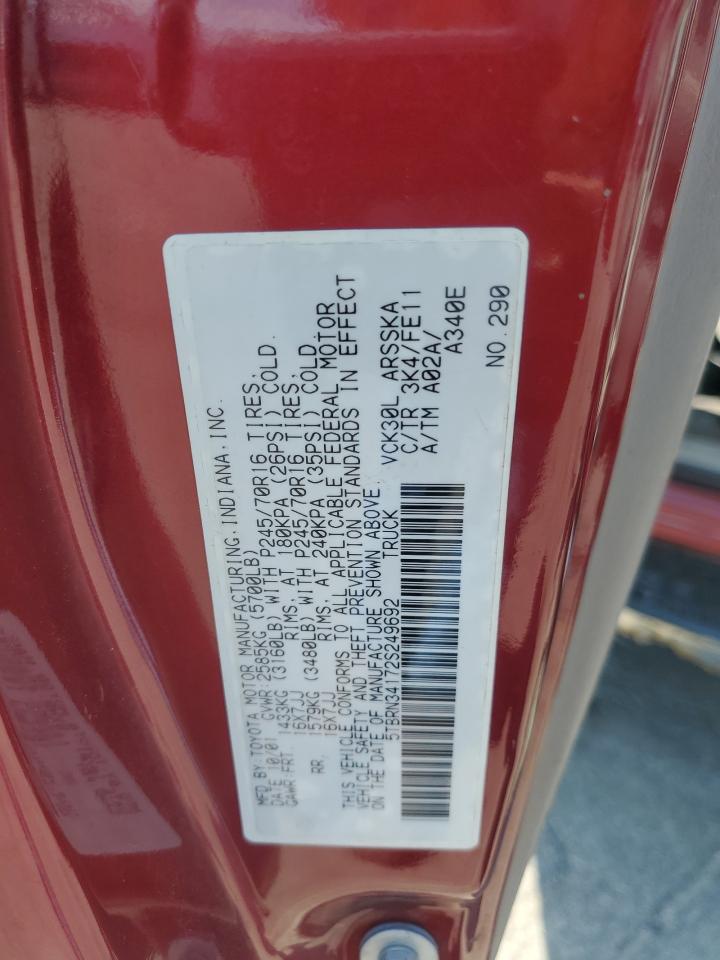 MFD. BY: TOYOTA MOTOR MANUFACTURING, INDIANA, INC.
DATE: 10/01 GVWR: 2585KG (5700LB)
GAWR: FRT. 1433KG (3160LB) WITH P245/70R16 TIRES,
16X7JJ RIMS, AT 180KPA (26PSI) COLD.
RR. 1579KG (3480LB) WITH P245/70R16 TIRES,
16X7JJ RIMS, AT 240KPA (35PSI) COLD.
THIS VEHICLE CONFORMS TO ALL APPLICABLE FEDERAL MOTOR
VEHICLE SAFETY AND THEFT PREVENTION STANDARDS IN EFFECT
ON THE DATE OF MANUFACTURE SHOWN ABOVE.
5TBRN34172S249692 TRUCK
VCK30L ARSSKA
C/TR 3K4/FE11
A/TM A02A/
A340E
NO. 290